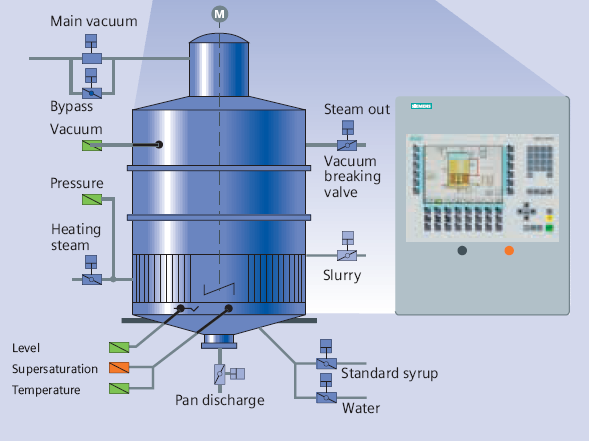 M
Main vacuum
Bypass
Vacuum
Pressure
Heating
steam
Steam out
Vacuum
breaking
valve
Slurry
SIEMENS
Level
Supersaturation
Temperature
Pan discharge
Standard syrup
Water